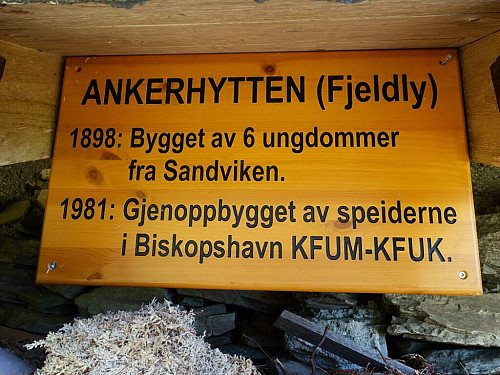 ANKERHYTTEN (Fjeldly)
1898: Bygget av 6 ungdommer
fra Sandviken.
1981: Gjenoppbygget av speiderne
i Biskopshavn KFUM-KFUK.